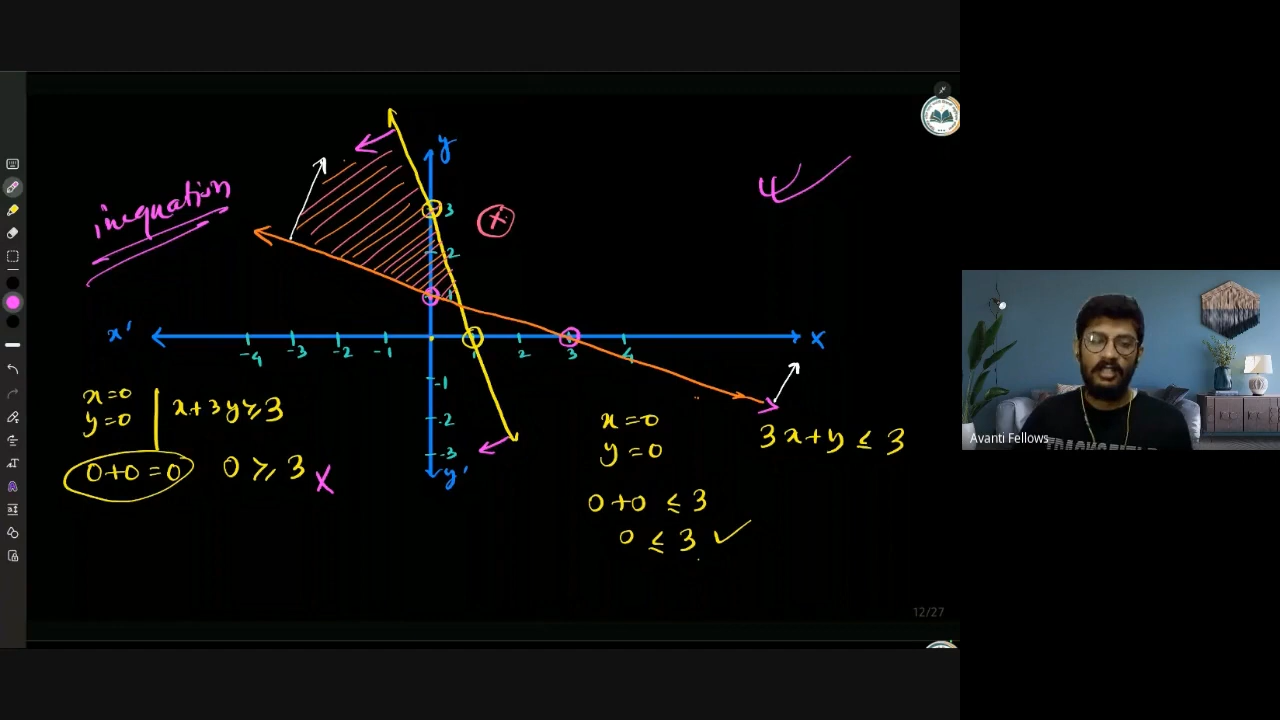 y
inequation
3
2
1
x'
-4 -3 -2 -1 1 2 3 4
x
-1
-2
-3
y'
x=0
y=0
x+3y≥3
0+0=0
0≥3 X
x=0
y=0
3x+y≤3
0+0≤3
0≤3 ✓
Avanti Fellows
12/27